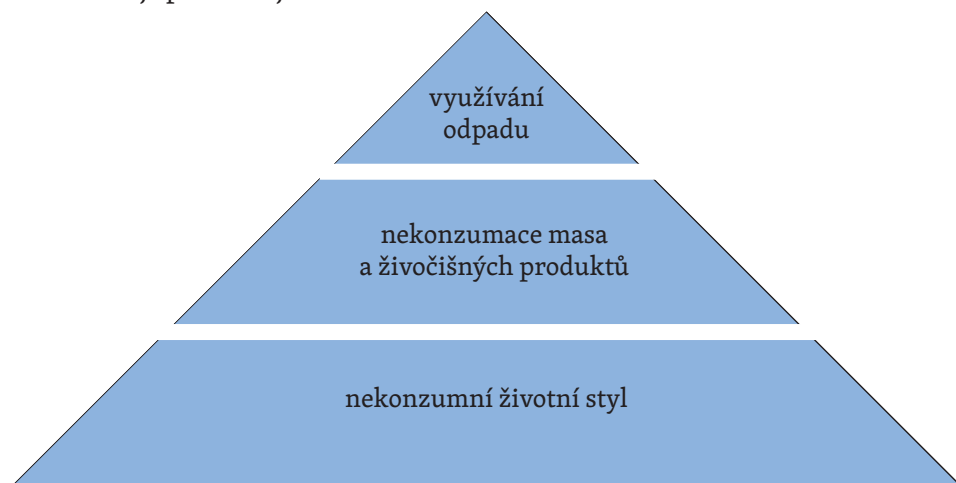 využívání
odpadu
nekonzumace masa
a živočišných produktů
nekonzumní životní styl